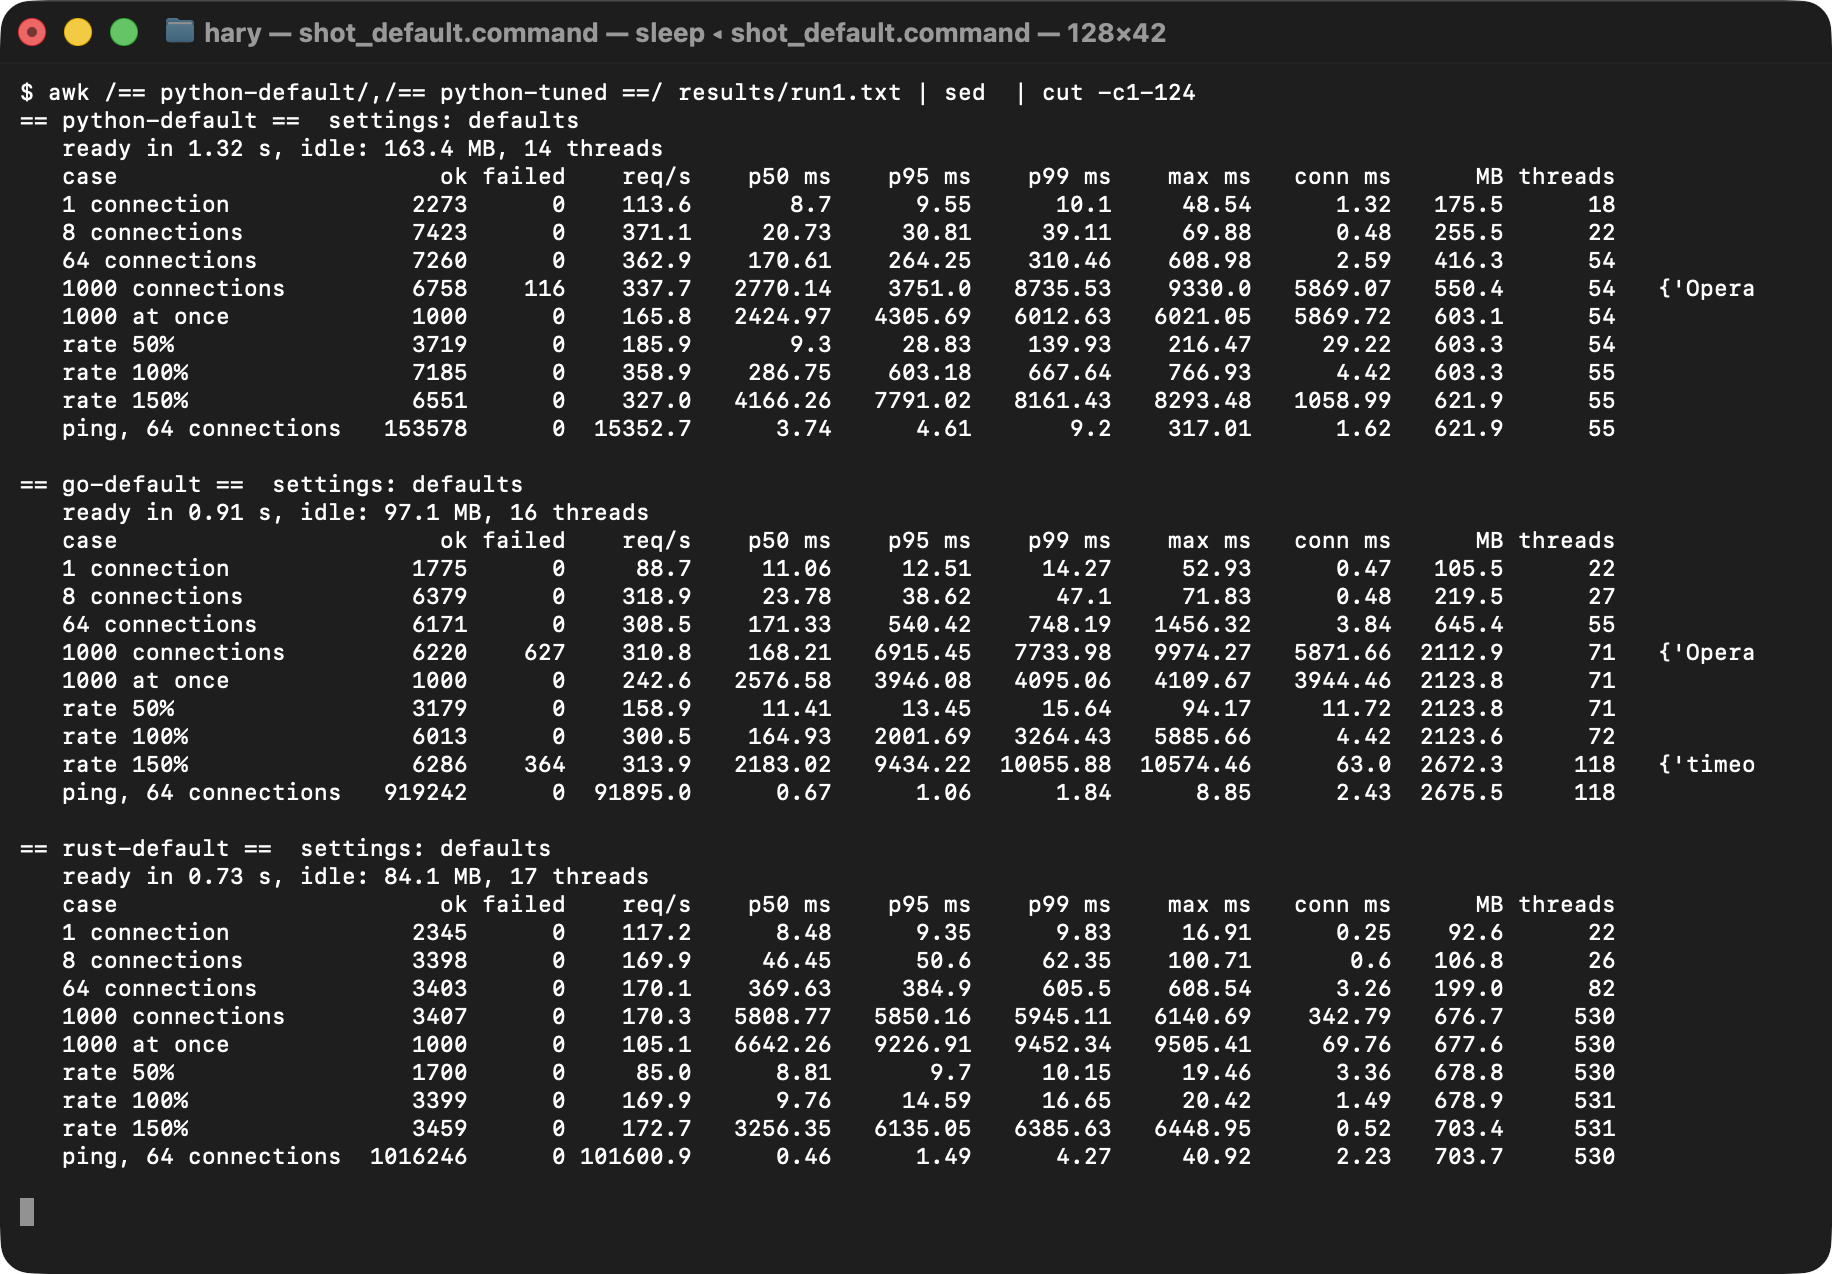 hary — shot_default.command — sleep ◂ shot_default.command — 128×42
$ awk /== python-default/,/== python-tuned ==/ results/run1.txt | sed  | cut -c1-124
== python-default ==  settings: defaults
   ready in 1.32 s, idle: 163.4 MB, 14 threads
   case                       ok failed    req/s    p50 ms    p95 ms    p99 ms    max ms   conn ms      MB threads
   1 connection             2273      0    113.6       8.7      9.55      10.1     48.54      1.32   175.5      18
   8 connections            7423      0    371.1     20.73     30.81     39.11     69.88      0.48   255.5      22
   64 connections           7260      0    362.9    170.61    264.25    310.46    608.98      2.59   416.3      54
   1000 connections         6758    116    337.7   2770.14    3751.0   8735.53    9330.0   5869.07   550.4      54   {'Opera
   1000 at once             1000      0    165.8   2424.97   4305.69   6012.63   6021.05   5869.72   603.1      54
   rate 50%                 3719      0    185.9       9.3     28.83    139.93    216.47     29.22   603.3      54
   rate 100%                7185      0    358.9    286.75    603.18    667.64    766.93      4.42   603.3      55
   rate 150%                6551      0    327.0   4166.26   7791.02   8161.43   8293.48   1058.99   621.9      55
   ping, 64 connections   153578      0  15352.7      3.74      4.61       9.2    317.01      1.62   621.9      55
== go-default ==  settings: defaults
   ready in 0.91 s, idle: 97.1 MB, 16 threads
   case                       ok failed    req/s    p50 ms    p95 ms    p99 ms    max ms   conn ms      MB threads
   1 connection             1775      0     88.7     11.06     12.51     14.27     52.93      0.47   105.5      22
   8 connections            6379      0    318.9     23.78     38.62      47.1     71.83      0.48   219.5      27
   64 connections           6171      0    308.5    171.33    540.42    748.19   1456.32      3.84   645.4      55
   1000 connections         6220    627    310.8    168.21   6915.45   7733.98   9974.27   5871.66  2112.9      71   {'Opera
   1000 at once             1000      0    242.6   2576.58   3946.08   4095.06   4109.67   3944.46  2123.8      71
   rate 50%                 3179      0    158.9     11.41     13.45     15.64     94.17     11.72  2123.8      71
   rate 100%                6013      0    300.5    164.93   2001.69   3264.43   5885.66      4.42  2123.6      72
   rate 150%                6286    364    313.9   2183.02   9434.22  10055.88  10574.46      63.0  2672.3     118   {'timeo
   ping, 64 connections   919242      0  91895.0      0.67      1.06      1.84      8.85      2.43  2675.5     118
== rust-default ==  settings: defaults
   ready in 0.73 s, idle: 84.1 MB, 17 threads
   case                       ok failed    req/s    p50 ms    p95 ms    p99 ms    max ms   conn ms      MB threads
   1 connection             2345      0    117.2      8.48      9.35      9.83     16.91      0.25    92.6      22
   8 connections            3398      0    169.9     46.45      50.6     62.35    100.71       0.6   106.8      26
   64 connections           3403      0    170.1    369.63     384.9     605.5    608.54      3.26   199.0      82
   1000 connections         3407      0    170.3   5808.77   5850.16   5945.11   6140.69    342.79   676.7     530
   1000 at once             1000      0    105.1   6642.26   9226.91   9452.34   9505.41     69.76   677.6     530
   rate 50%                 1700      0     85.0      8.81       9.7     10.15     19.46      3.36   678.8     530
   rate 100%                3399      0    169.9      9.76     14.59     16.65     20.42      1.49   678.9     531
   rate 150%                3459      0    172.7   3256.35   6135.05   6385.63   6448.95      0.52   703.4     531
   ping, 64 connections  1016246      0 101600.9      0.46      1.49      4.27     40.92      2.23   703.7     530